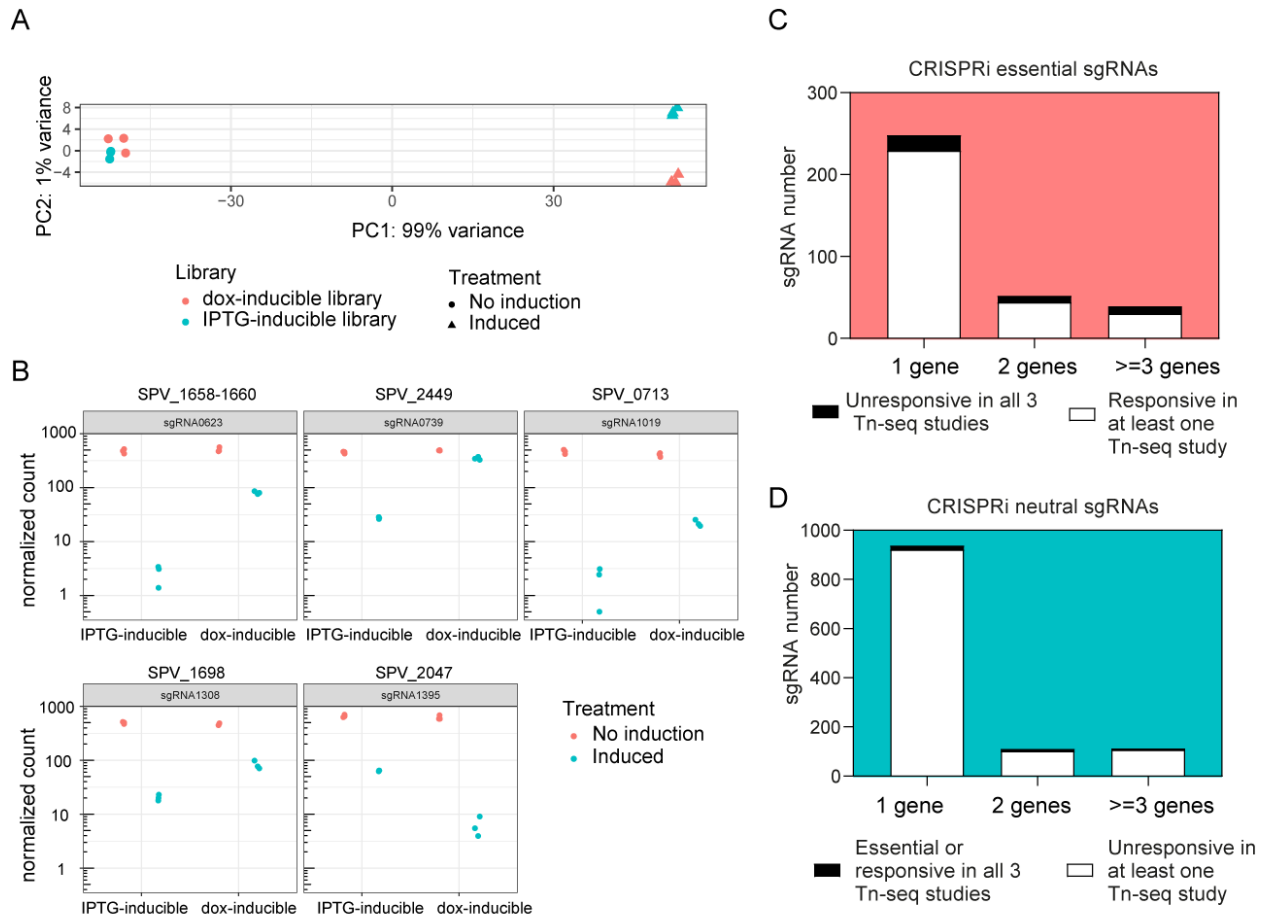 A
PC2: 1% variance
8
4
0
−4
−30
0
30
PC1: 99% variance
Library
dox-inducible library
IPTG-inducible library
Treatment
No induction
Induced
B
SPV_1658-1660
SPV_2449
SPV_0713
sgRNA0623
sgRNA0739
sgRNA1019
normalized count
1000
100
10
1
IPTG-inducible
dox-inducible
IPTG-inducible
dox-inducible
IPTG-inducible
dox-inducible
SPV_1698
SPV_2047
sgRNA1308
sgRNA1395
normalized count
1000
100
10
1
IPTG-inducible
dox-inducible
IPTG-inducible
dox-inducible
Treatment
No induction
Induced
C
CRISPRi essential sgRNAs
sgRNA number
300
200
100
0
1 gene
2 genes
>=3 genes
Unresponsive in all 3
Tn-seq studies
Responsive in
at least one
Tn-seq study
D
CRISPRi neutral sgRNAs
sgRNA number
1000
800
600
400
200
0
1 gene
2 genes
>=3 genes
Essential or
responsive in all 3
Tn-seq studies
Unresponsive in
at least one
Tn-seq study